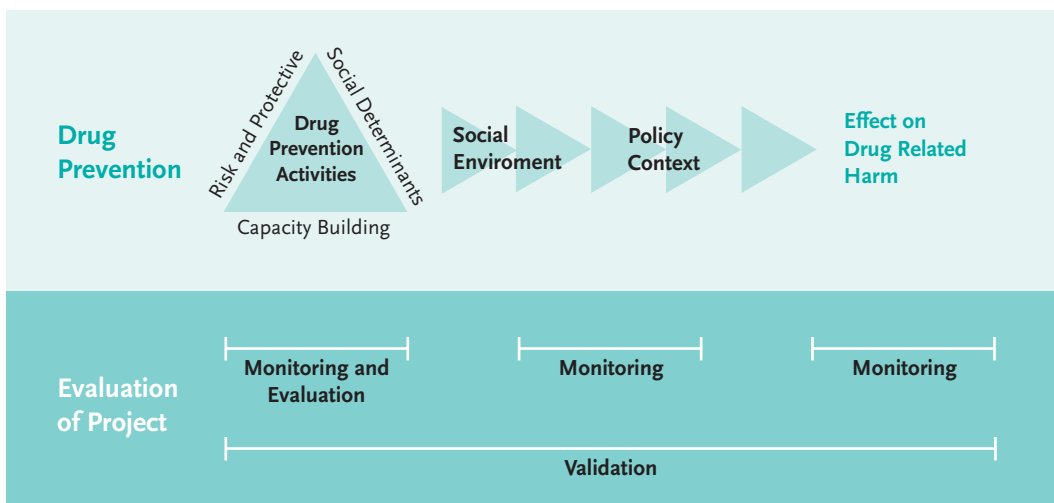 Drug
Prevention
Risk and Protective
Social Determinants
Drug
Prevention
Activities
Capacity Building
Social
Enviroment
Policy
Context
Effect on
Drug Related
Harm
Evaluation
of Project
Monitoring and
Evaluation
Monitoring
Monitoring
Validation